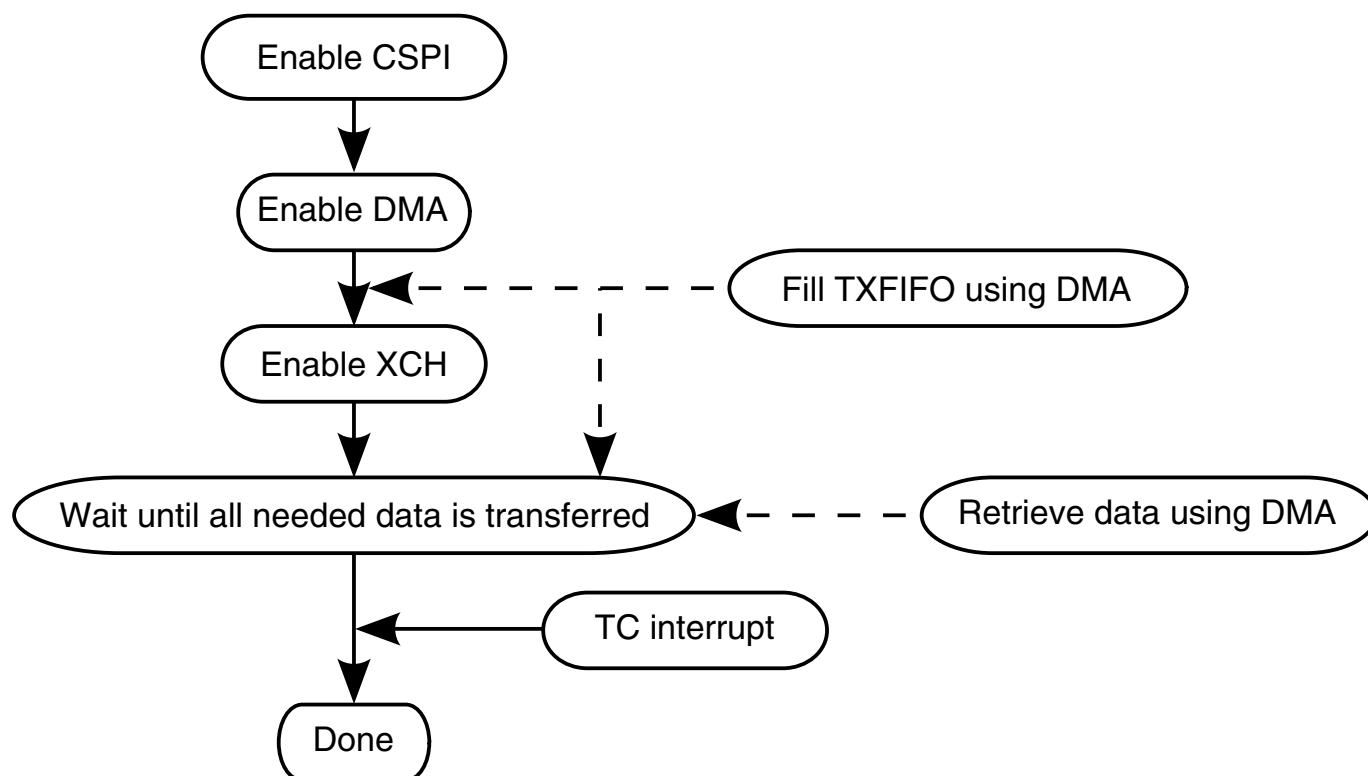 Enable CSPI
Enable DMA
Fill TXFIFO using DMA
Enable XCH
Wait until all needed data is transferred
Retrieve data using DMA
TC interrupt
Done